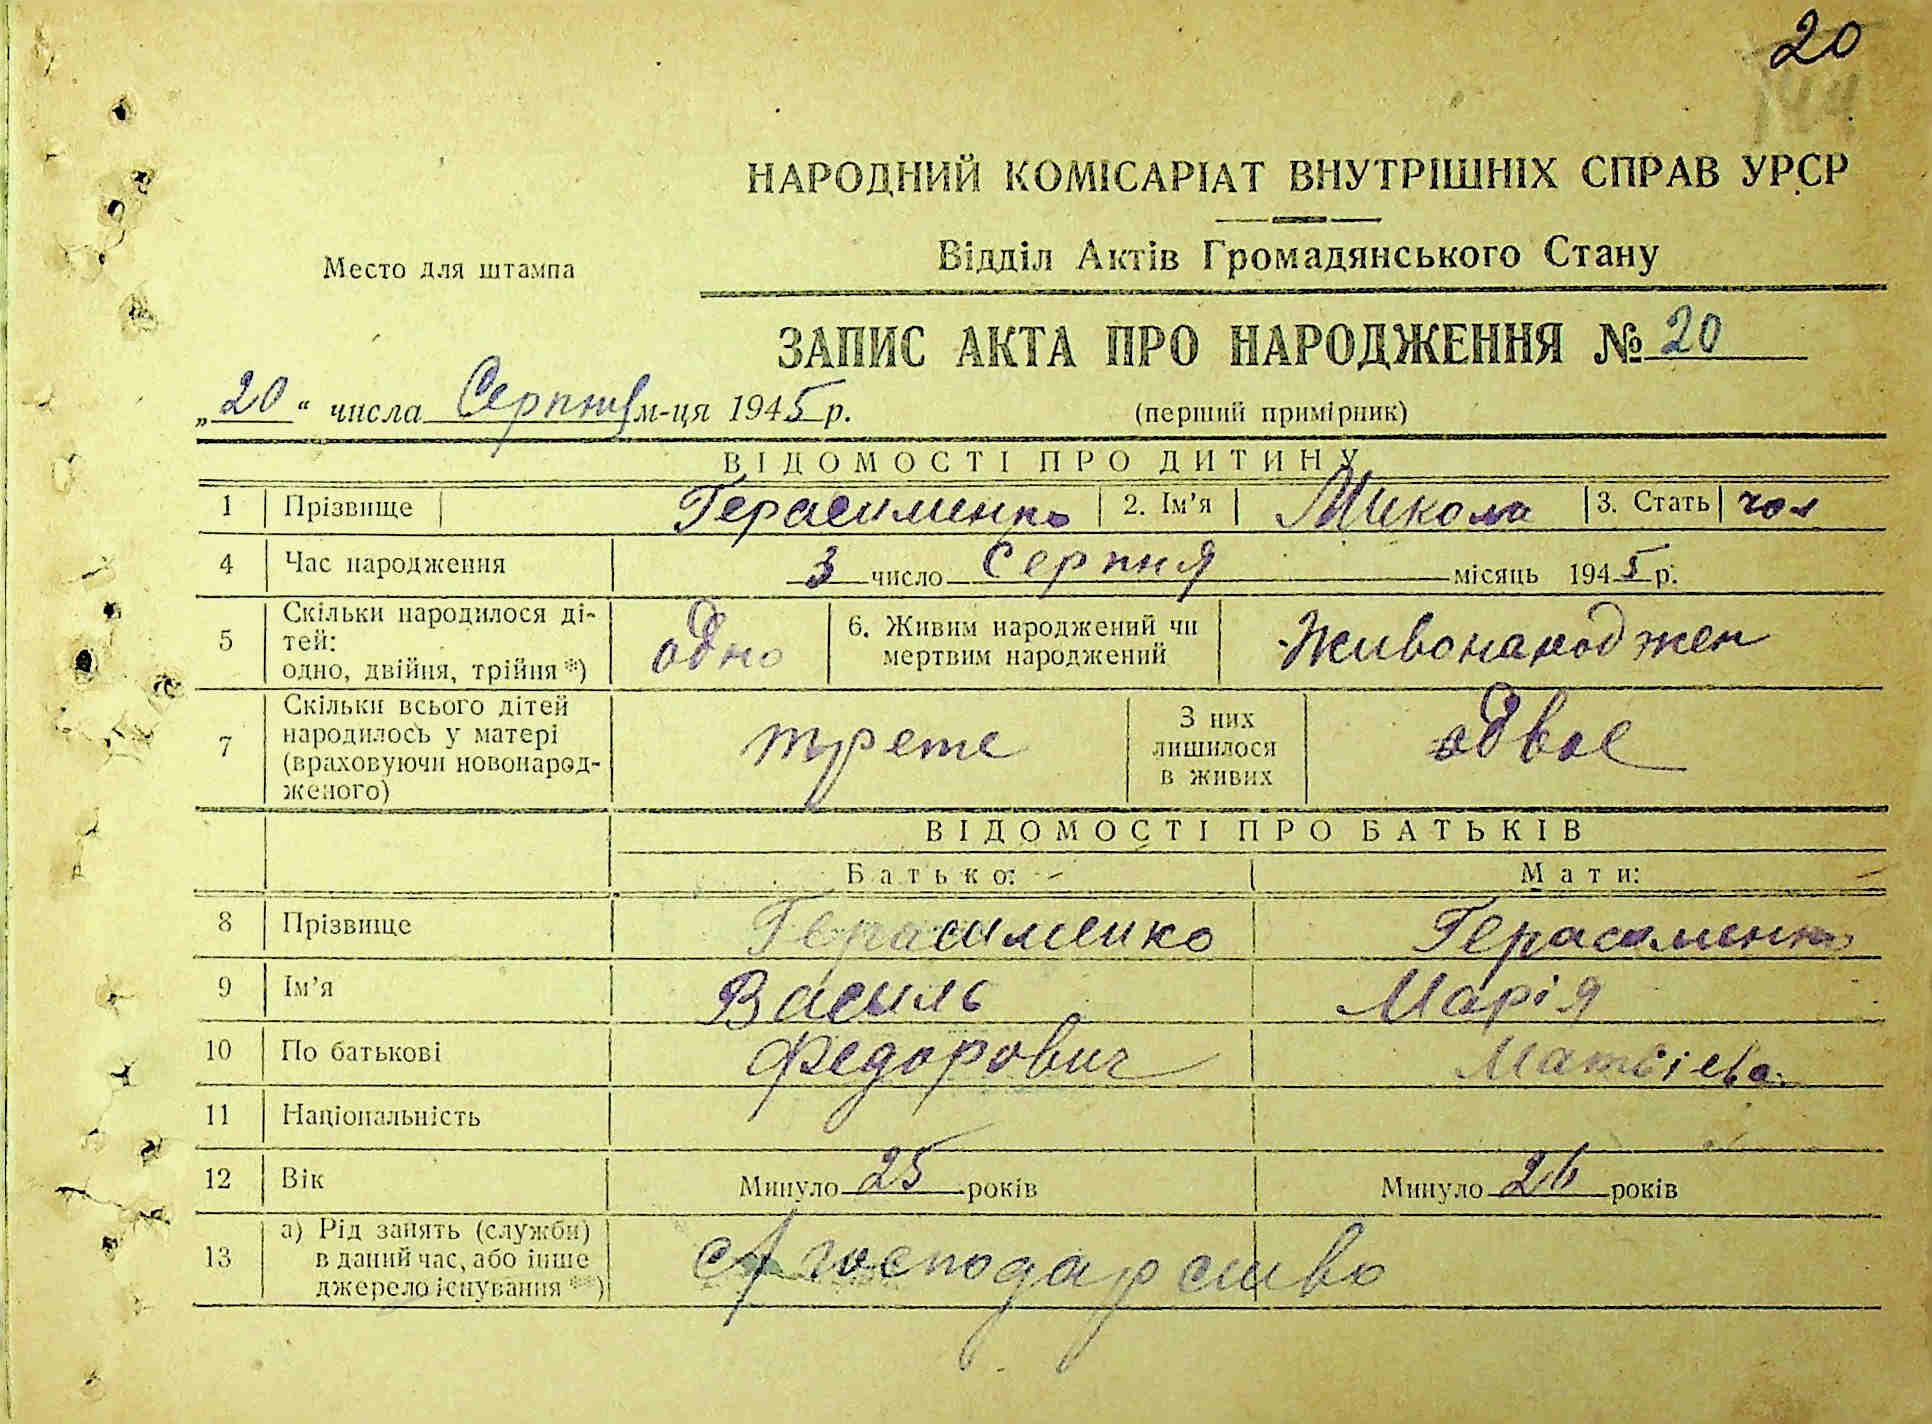 20
НАРОДНИЙ КОМІСАРІАТ ВНУТРІШНІХ СПРАВ УРСР
Место для штампа
Відділ Актів Громадянського Стану
ЗАПИС АКТА ПРО НАРОДЖЕННЯ № 20
„20“ числа Серпня м-ця 1945 р.
(перший примірник)
ВІДОМОСТІ ПРО ДИТИНУ
1 Прізвище Герасименко 2. Ім’я Микола 3. Стать чол
4 Час народження 3 число Серпня місяць 1945 р.
5 Скільки народилося ді-
тей:
одно, двійня, трійня *)
одно
6. Живим народжений чи
мертвим народжений
Живонароджен
7 Скільки всього дітей
народилось у матері
(враховуючи новонарод-
женого)
третє
З них
лишилося
в живих
двоє
ВІДОМОСТІ ПРО БАТЬКІВ
Батько: Мати:
8 Прізвище Герасименко Герасименко
9 Ім’я Василь Марія
10 По батькові Федорович Матвієва
11 Національність
12 Вік Минуло 25 років Минуло 26 років
13 а) Рід занять (служби)
в даний час, або інше
джерело існування **)
господарство